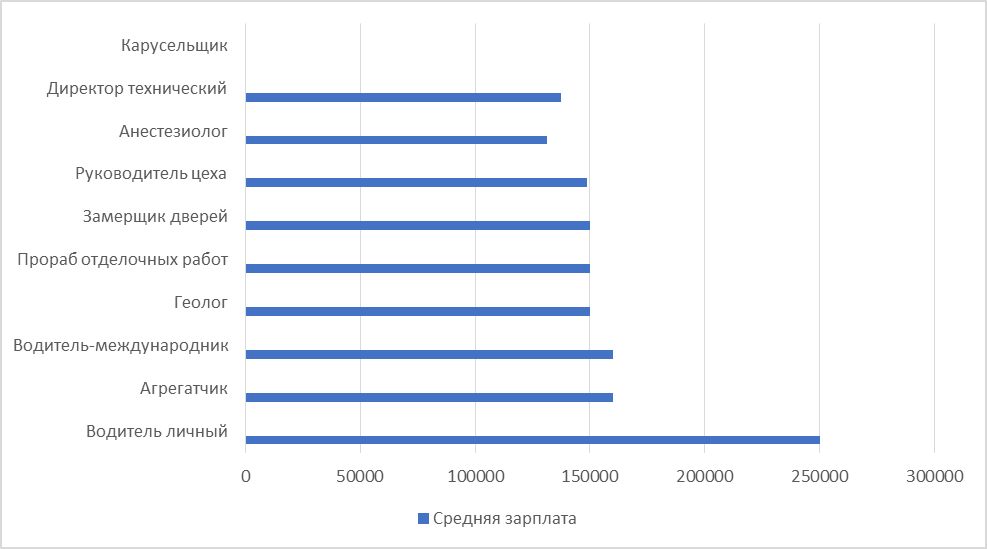 Карусельщик
Директор технический
Анестезиолог
Руководитель цеха
Замерщик дверей
Прораб отделочных работ
Геолог
Водитель-международник
Агрегатчик
Водитель личный
0 50000 100000 150000 200000 250000 300000
Средняя зарплата